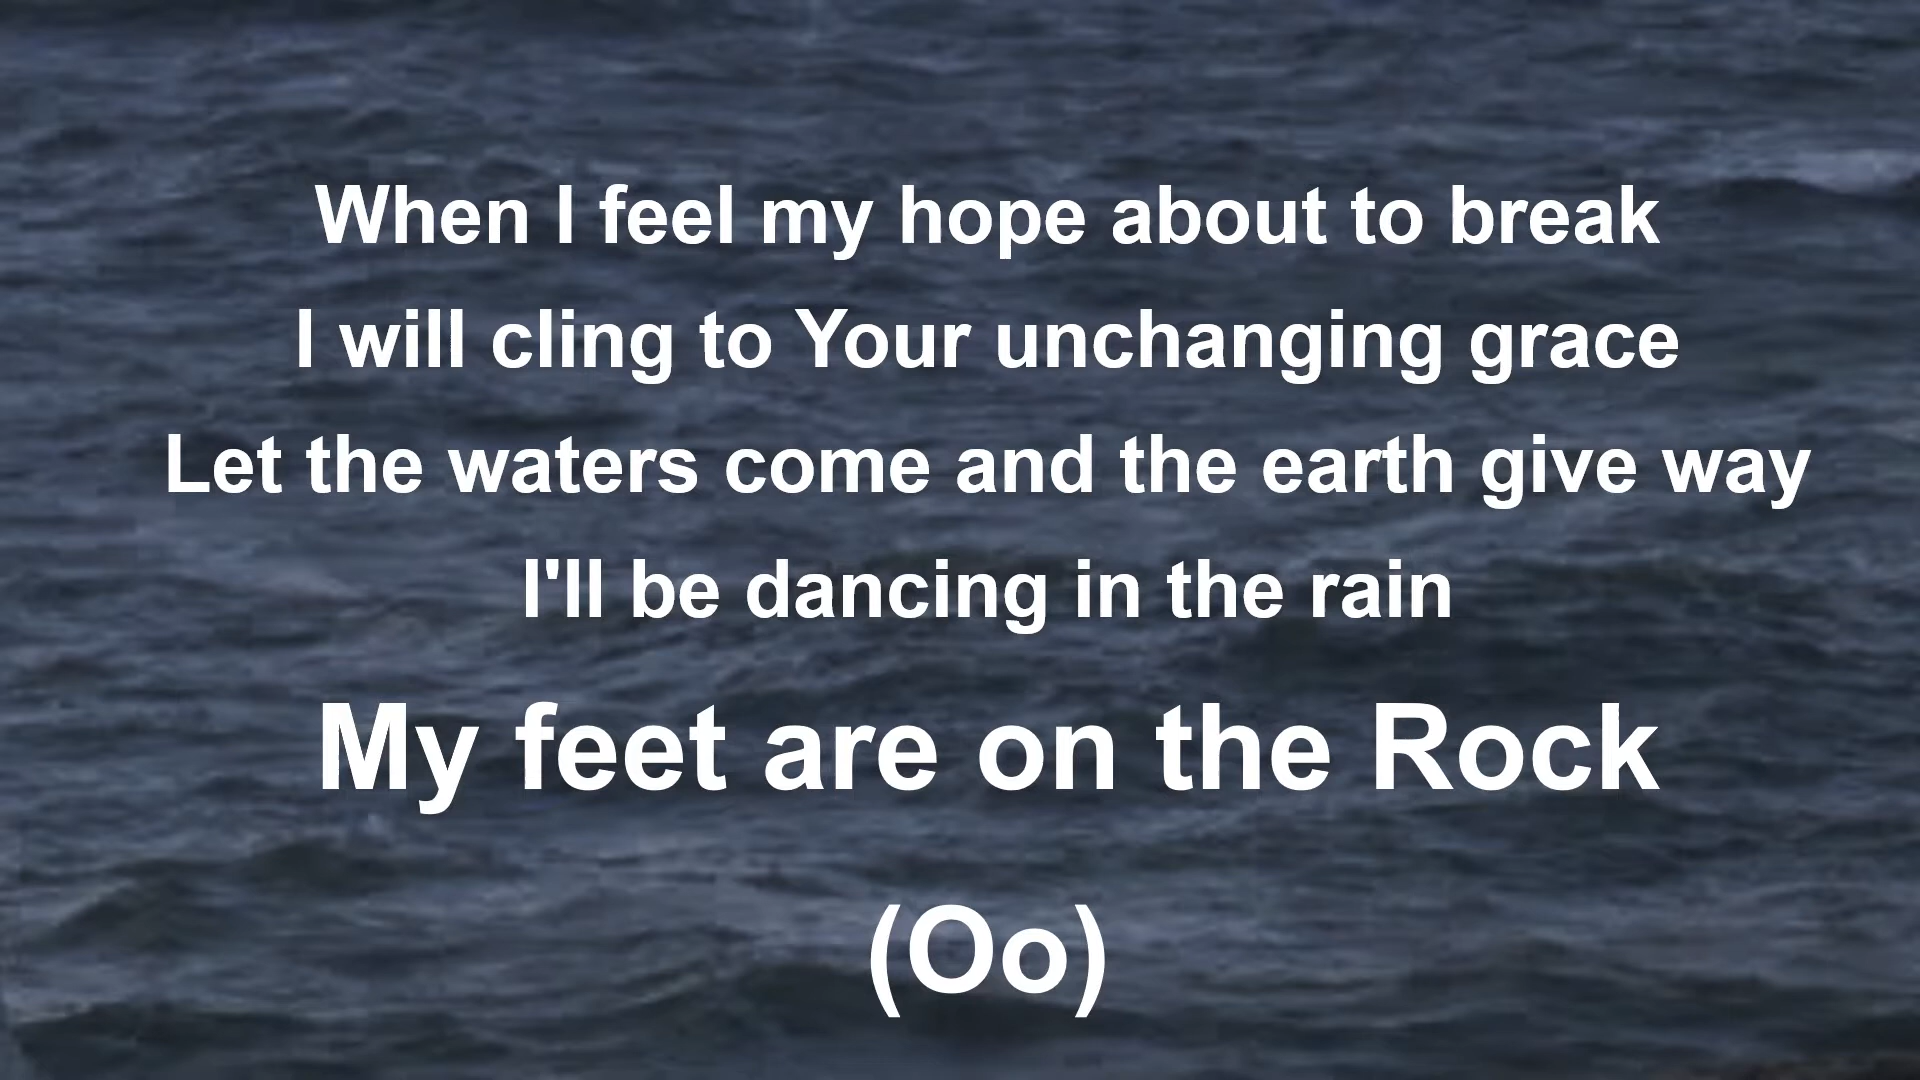 When I feel my hope about to break
I will cling to Your unchanging grace
Let the waters come and the earth give way
I'll be dancing in the rain
My feet are on the Rock
(Oo)